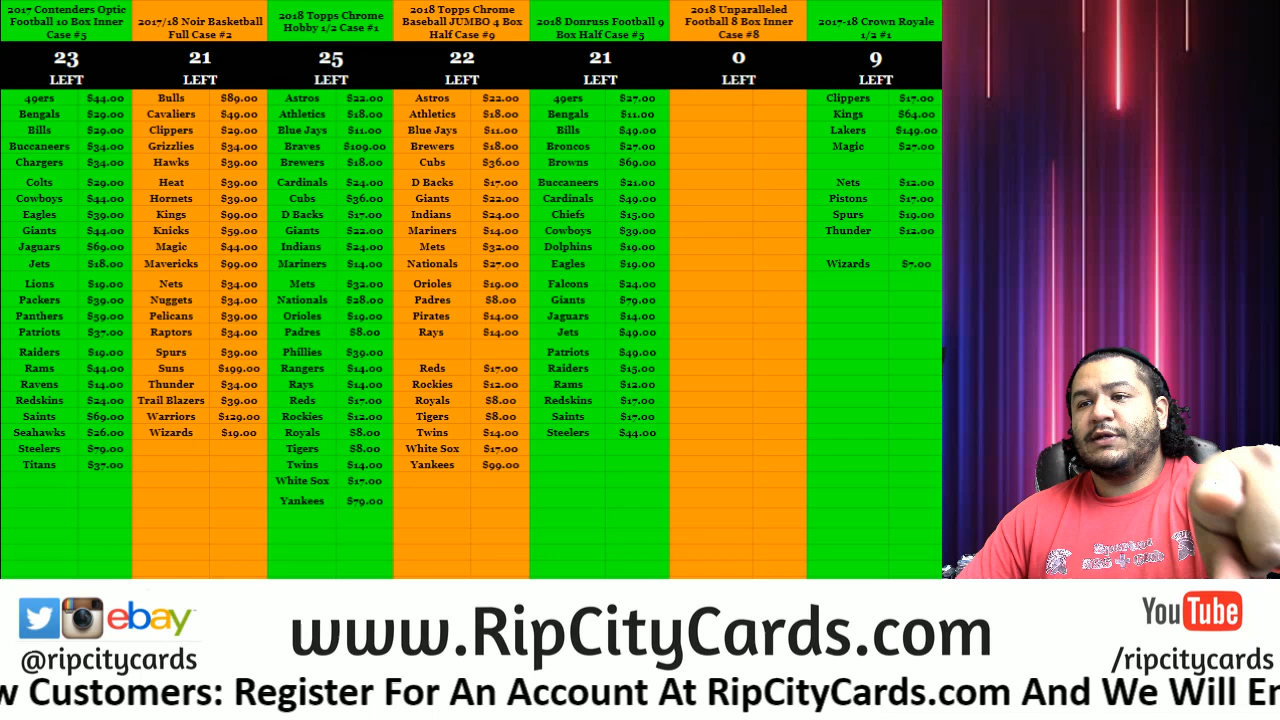 2017 Contenders Optic
Football 10 Box Inner
Case #5
23
LEFT
49ers $44.00
Bengals $29.00
Bills $29.00
Buccaneers $34.00
Chargers $34.00
Colts $29.00
Cowboys $44.00
Eagles $39.00
Giants $44.00
Jaguars $69.00
Jets $18.00
Lions $19.00
Packers $39.00
Panthers $59.00
Patriots $37.00
Raiders $19.00
Rams $44.00
Ravens $14.00
Redskins $24.00
Saints $69.00
Seahawks $26.00
Steelers $79.00
Titans $37.00
2017/18 Noir Basketball
Full Case #2
21
LEFT
Bulls $89.00
Cavaliers $49.00
Clippers $29.00
Grizzlies $34.00
Hawks $39.00
Heat $39.00
Hornets $39.00
Kings $99.00
Knicks $59.00
Magic $44.00
Mavericks $99.00
Nets $34.00
Nuggets $34.00
Pelicans $39.00
Raptors $34.00
Spurs $39.00
Suns $199.00
Thunder $34.00
Trail Blazers $39.00
Warriors $129.00
Wizards $19.00
2018 Topps Chrome
Hobby 1/2 Case #1
25
LEFT
Astros $22.00
Athletics $18.00
Blue Jays $11.00
Braves $109.00
Brewers $18.00
Cardinals $24.00
Cubs $36.00
D Backs $17.00
Giants $22.00
Indians $24.00
Mariners $14.00
Mets $32.00
Nationals $28.00
Orioles $19.00
Padres $8.00
Phillies $39.00
Rangers $14.00
Rays $14.00
Reds $17.00
Rockies $12.00
Royals $8.00
Tigers $8.00
Twins $14.00
White Sox $17.00
Yankees $79.00
2018 Topps Chrome
Baseball JUMBO 4 Box
Half Case #9
22
LEFT
Astros $22.00
Athletics $18.00
Blue Jays $11.00
Brewers $18.00
Cubs $36.00
D Backs $17.00
Giants $22.00
Indians $24.00
Mariners $14.00
Mets $32.00
Nationals $27.00
Orioles $19.00
Padres $8.00
Pirates $14.00
Rays $14.00
Reds $17.00
Rockies $12.00
Royals $8.00
Tigers $8.00
Twins $14.00
White Sox $17.00
Yankees $99.00
2018 Donruss Football 9
Box Half Case #5
21
LEFT
49ers $27.00
Bengals $11.00
Bills $49.00
Broncos $27.00
Browns $69.00
Buccaneers $21.00
Cardinals $49.00
Chiefs $15.00
Cowboys $39.00
Dolphins $19.00
Eagles $19.00
Falcons $24.00
Giants $79.00
Jaguars $14.00
Jets $49.00
Patriots $49.00
Raiders $15.00
Rams $12.00
Redskins $17.00
Saints $17.00
Steelers $44.00
2018 Unparalleled
Football 8 Box Inner
Case #8
0
LEFT
2017-18 Crown Royale
1/2 #1
9
LEFT
Clippers $17.00
Kings $64.00
Lakers $149.00
Magic $27.00
Nets $12.00
Pistons $17.00
Spurs $19.00
Thunder $12.00
Wizards $7.00
ebay
@ripcitycards
www.RipCityCards.com
YouTube
/ripcitycards
w Customers: Register For An Account At RipCityCards.com And We Will En